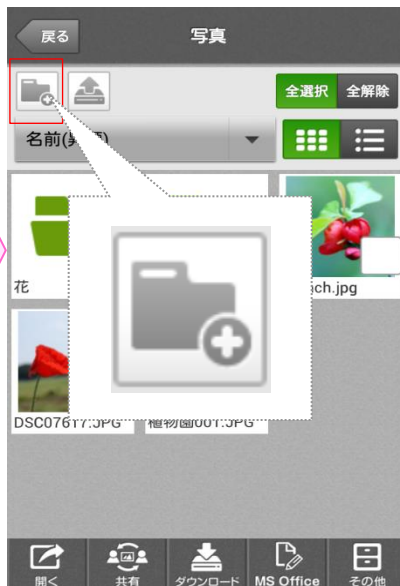 戻る
写真
全選択 全解除
名前(昇順)
花
ch.jpg
DSC07617.JPG 植物園001.JPG
開く 共有 ダウンロード MS Office その他